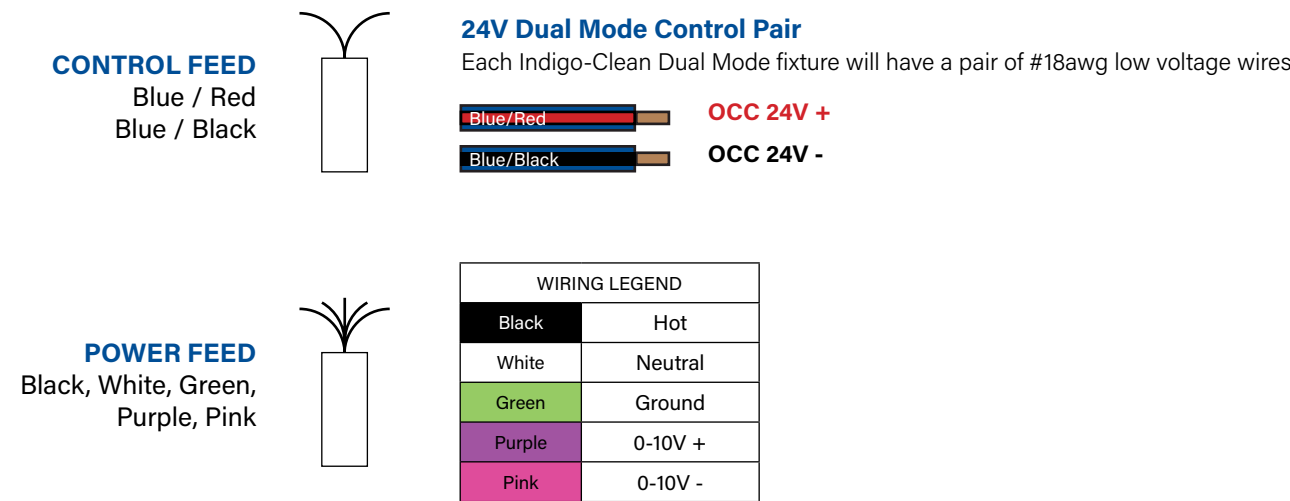 CONTROL FEED
Blue / Red
Blue / Black
24V Dual Mode Control Pair
Each Indigo-Clean Dual Mode fixture will have a pair of #18awg low voltage wires
Blue/Red
OCC 24V +
Blue/Black
OCC 24V -
POWER FEED
Black, White, Green,
Purple, Pink
WIRING LEGEND
Black Hot
White Neutral
Green Ground
Purple 0-10V +
Pink 0-10V -